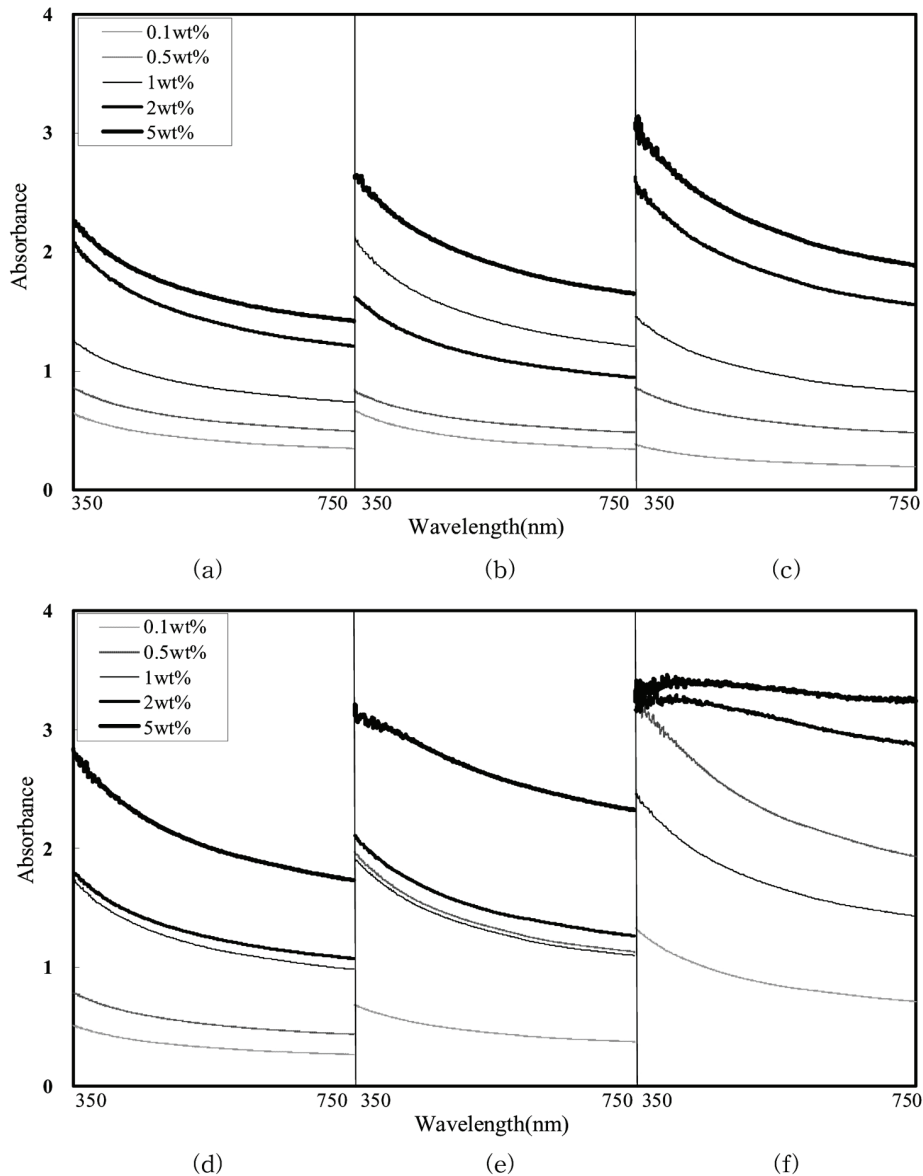 4
3
2
1
0
Absorbance
0.1wt%
0.5wt%
1wt%
2wt%
5wt%
350
750
350
750
350
750
Wavelength(nm)
(a)
(b)
(c)
4
3
2
1
0
Absorbance
0.1wt%
0.5wt%
1wt%
2wt%
5wt%
350
750
350
750
350
750
Wavelength(nm)
(d)
(e)
(f)